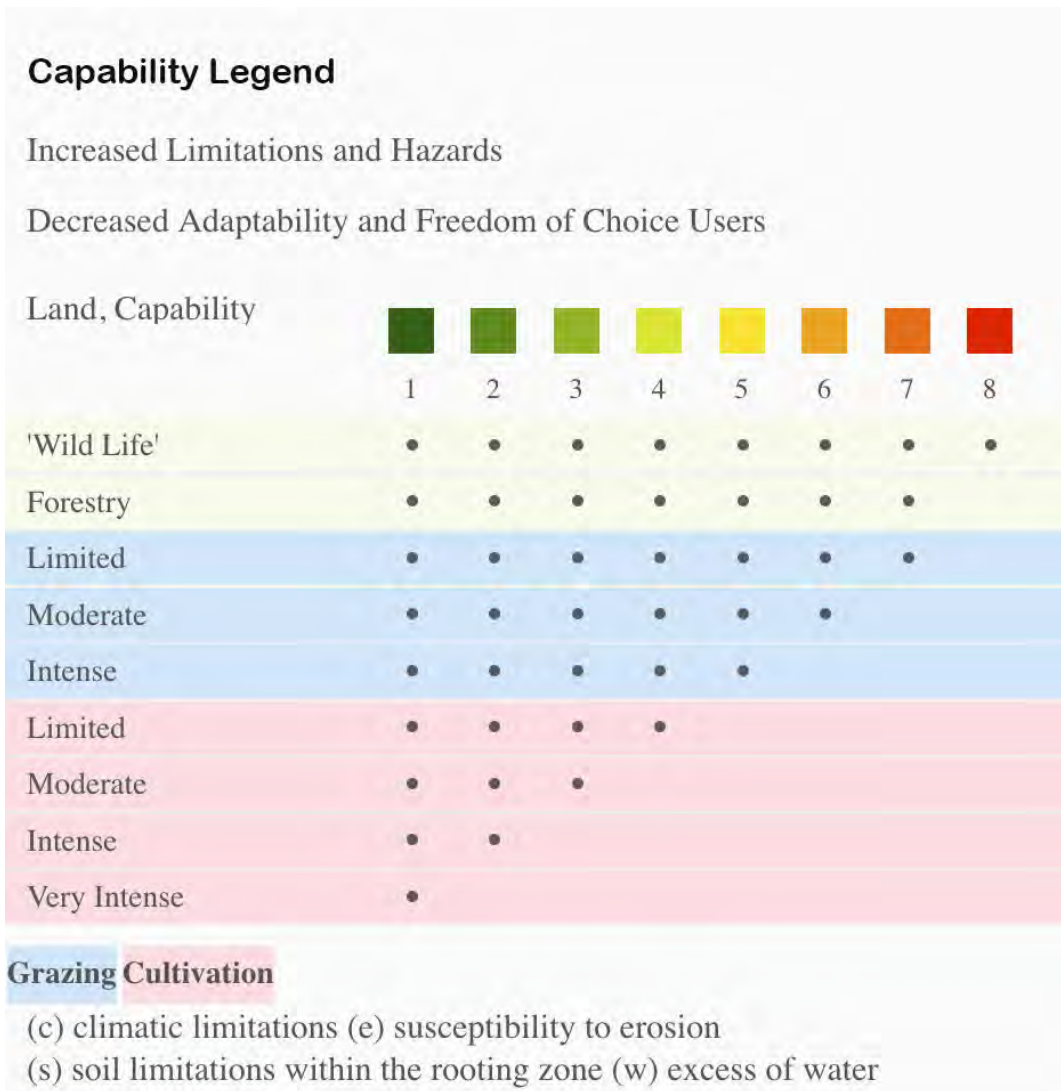 Capability Legend
Increased Limitations and Hazards
Decreased Adaptability and Freedom of Choice Users
Land, Capability
1 2 3 4 5 6 7 8
'Wild Life' • • • • • • • •
Forestry • • • • • • •
Limited • • • • • • •
Moderate • • • • • •
Intense • • • • •
Limited • • • •
Moderate • • •
Intense • •
Very Intense •
Grazing Cultivation
(c) climatic limitations (e) susceptibility to erosion
(s) soil limitations within the rooting zone (w) excess of water